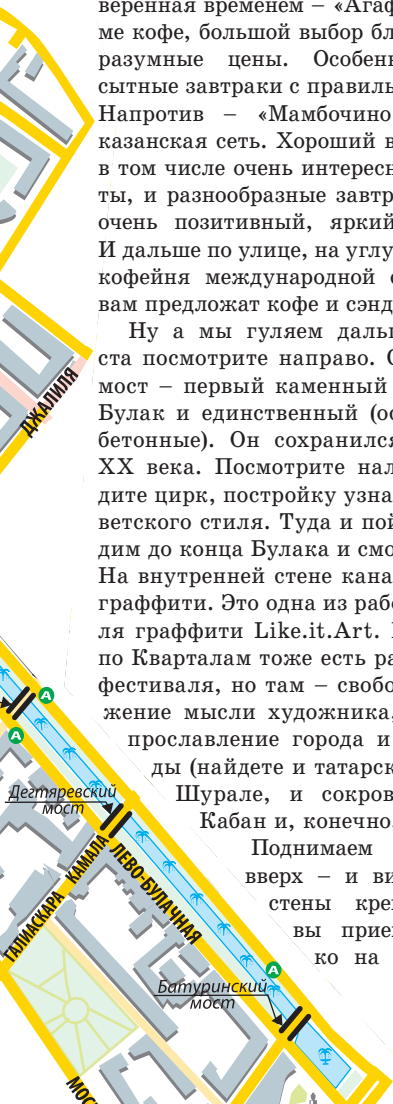 веренная временем – «Агаф
ме кофе, большой выбор бл
разумные цены. Особен
сытные завтраки с правиль
Напротив – «Мамбочино
казанская сеть. Хороший в
в том числе очень интересн
ты, и разнообразные завтр
очень позитивный, яркий
И дальше по улице, на углу
кофейня международной с
вам предложат кофе и сэнд
Ну а мы гуляем дальш
ста посмотрите направо. О
мост – первый каменный
Булак и единственный (ос
бетонные). Он сохранился
XX века. Посмотрите нал
дите цирк, постройку узна
ветского стиля. Туда и пой
дим до конца Булака и смо
На внутренней стене кана
граффити. Это одна из рабо
ля граффити Like.it.Art.
по Кварталам тоже есть ра
фестиваля, но там – свобо
жение мысли художника,
прославление города и
ды (найдете и татарск
Шурале, и сокров
Кабан и, конечно,
Поднимаем
вверх – и ви
стены кре
вы прие
ко на
ДЖАЛИЛЯ
А
А
Дегтяревский
мост
ГАЛИАСКАРА КАМАЛА
ЛЕВО-БУЛАЧНАЯ
А
Батуринский
мост
МОС